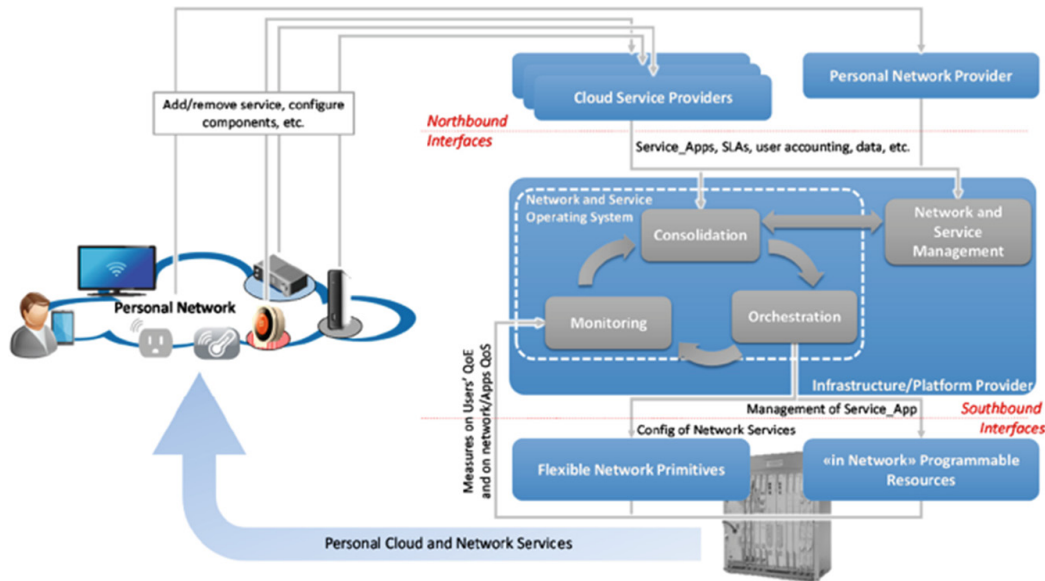 Add/remove service, configure
components, etc.
Cloud Service Providers
Personal Network Provider
Northbound
Interfaces
Service_Apps, SLAs, user accounting, data, etc.
Network and Service
Operating System
Consolidation
Network and
Service
Management
Personal Network
Monitoring
Orchestration
Infrastructure/Platform Provider
Measures on Users' QoE
and on network/Apps QoS
Management of Service_App
Southbound
Interfaces
Config of Network Services
Flexible Network Primitives
«in Network» Programmable
Resources
Personal Cloud and Network Services